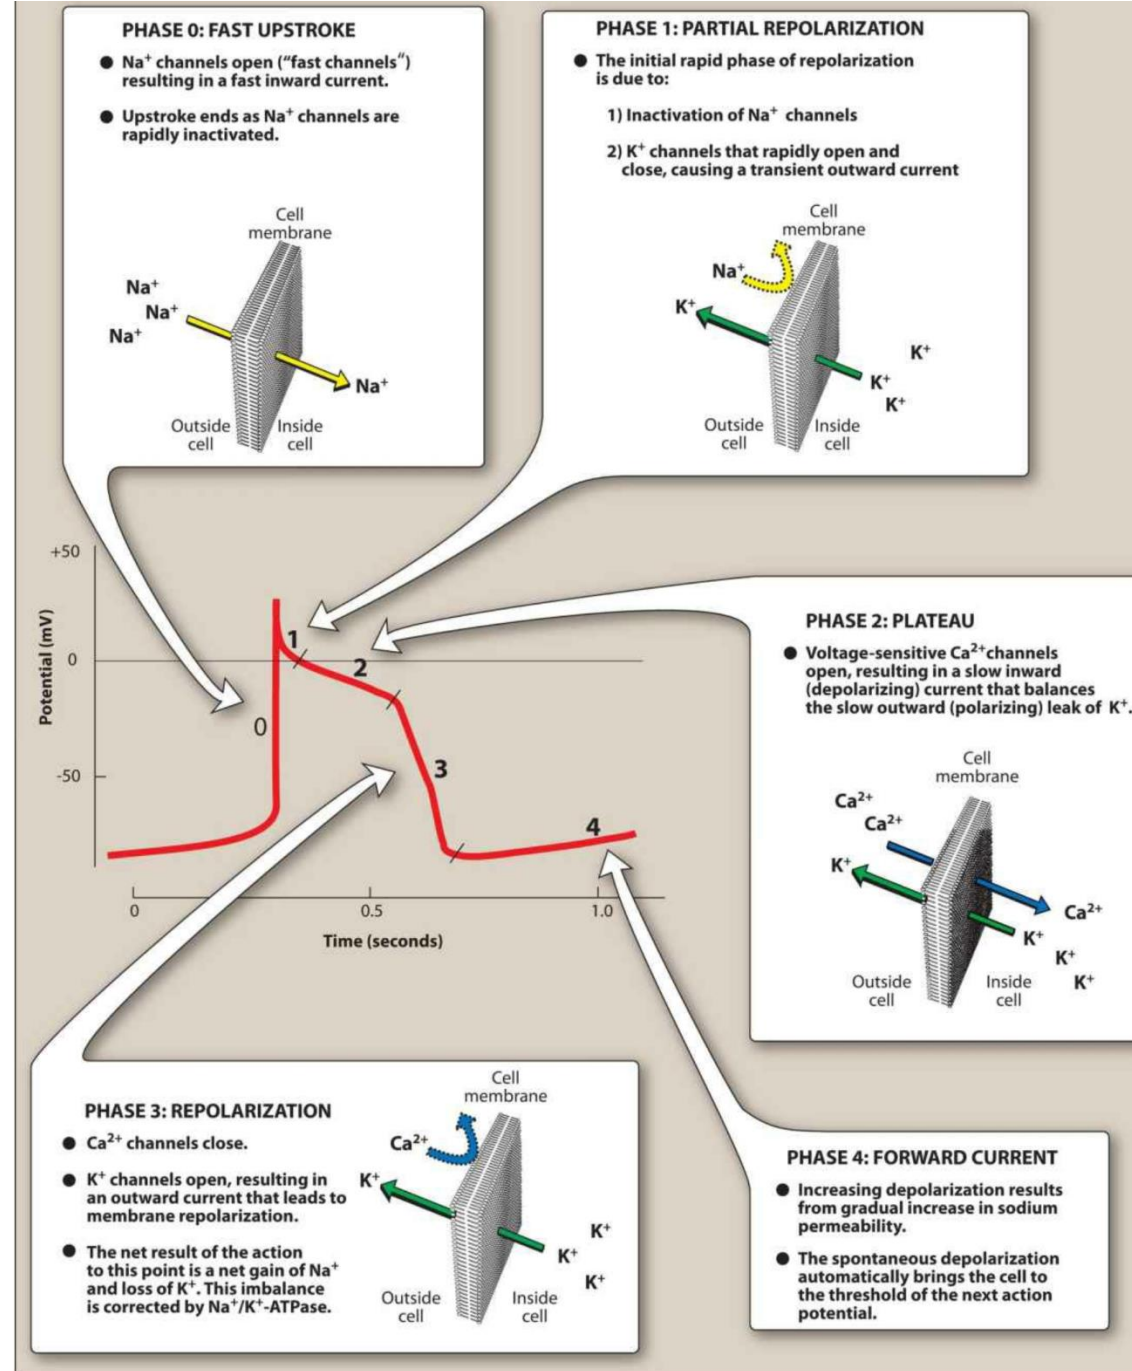 PHASE 0: FAST UPSTROKE
● Na⁺ channels open (“fast channels“)
resulting in a fast inward current.
● Upstroke ends as Na⁺ channels are
rapidly inactivated.
Cell
membrane
Na⁺
Na⁺
Na⁺
Na⁺
Outside
cell
Inside
cell
PHASE 1: PARTIAL REPOLARIZATION
● The initial rapid phase of repolarization
is due to:
1) Inactivation of Na⁺ channels
2) K⁺ channels that rapidly open and
close, causing a transient outward current
Cell
membrane
Na⁺
K⁺
K⁺
K⁺
K⁺
Outside
cell
Inside
cell
+50
0
-50
Potential (mV)
0
1
2
3
4
0
0.5
1.0
Time (seconds)
PHASE 2: PLATEAU
● Voltage-sensitive Ca²⁺channels
open, resulting in a slow inward
(depolarizing) current that balances
the slow outward (polarizing) leak of K⁺.
Cell
membrane
Ca²⁺
Ca²⁺
K⁺
Ca²⁺
K⁺
K⁺
K⁺
Outside
cell
Inside
cell
PHASE 3: REPOLARIZATION
● Ca²⁺ channels close.
● K⁺ channels open, resulting in
an outward current that leads to
membrane repolarization.
● The net result of the action
to this point is a net gain of Na⁺
and loss of K⁺. This imbalance
is corrected by Na⁺/K⁺-ATPase.
Cell
membrane
Ca²⁺
K⁺
K⁺
K⁺
K⁺
Outside
cell
Inside
cell
PHASE 4: FORWARD CURRENT
● Increasing depolarization results
from gradual increase in sodium
permeability.
● The spontaneous depolarization
automatically brings the cell to
the threshold of the next action
potential.